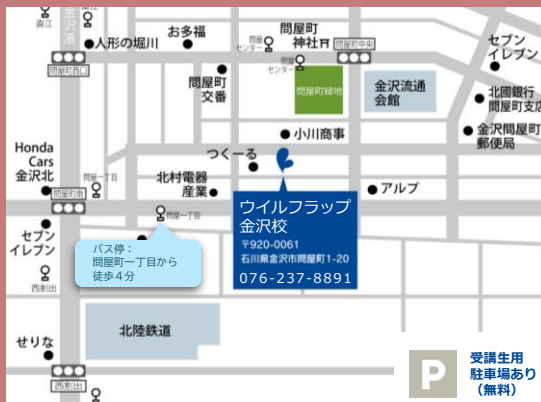 直江
直江
金沢港
人形の堀川
お多福
問屋
センター
問屋町
神社
問屋町中央
セブン
イレブン
問屋町西口
問屋町
交番
問屋
センター
問屋町緑地
金沢流通
会館
北國銀行
問屋町支店
小川商事
金沢問屋町
郵便局
Honda
Cars
金沢北
つくーる
問屋一丁目
北村電器
産業
アルプ
問屋町南
問屋一丁目
ウイルフラップ
金沢校
〒920-0061
石川県金沢市問屋町1-20
076-237-8891
セブン
イレブン
バス停：
問屋町一丁目から
徒歩４分
西割出
北陸鉄道
せりな
西割出
P
受講生用
駐車場あり
（無料）